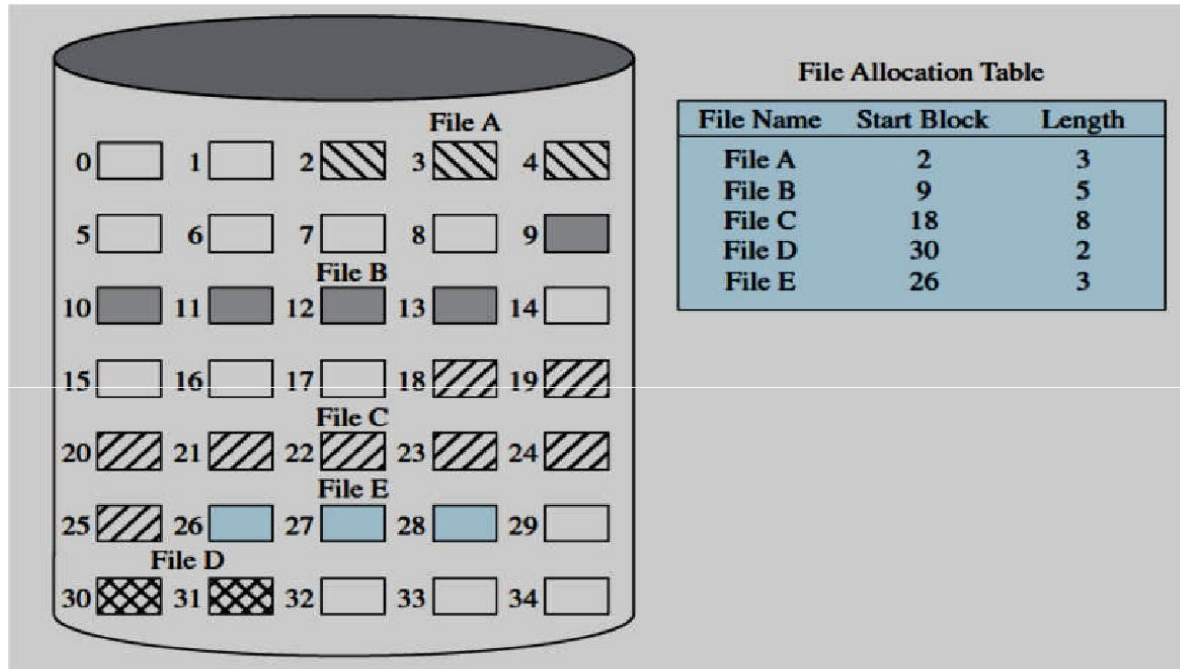 File A
0 1 2 3 4
5 6 7 8 9
File B
10 11 12 13 14
15 16 17 18 19
File C
20 21 22 23 24
File E
25 26 27 28 29
File D
30 31 32 33 34
File Allocation Table
File Name Start Block Length
File A 2 3
File B 9 5
File C 18 8
File D 30 2
File E 26 3